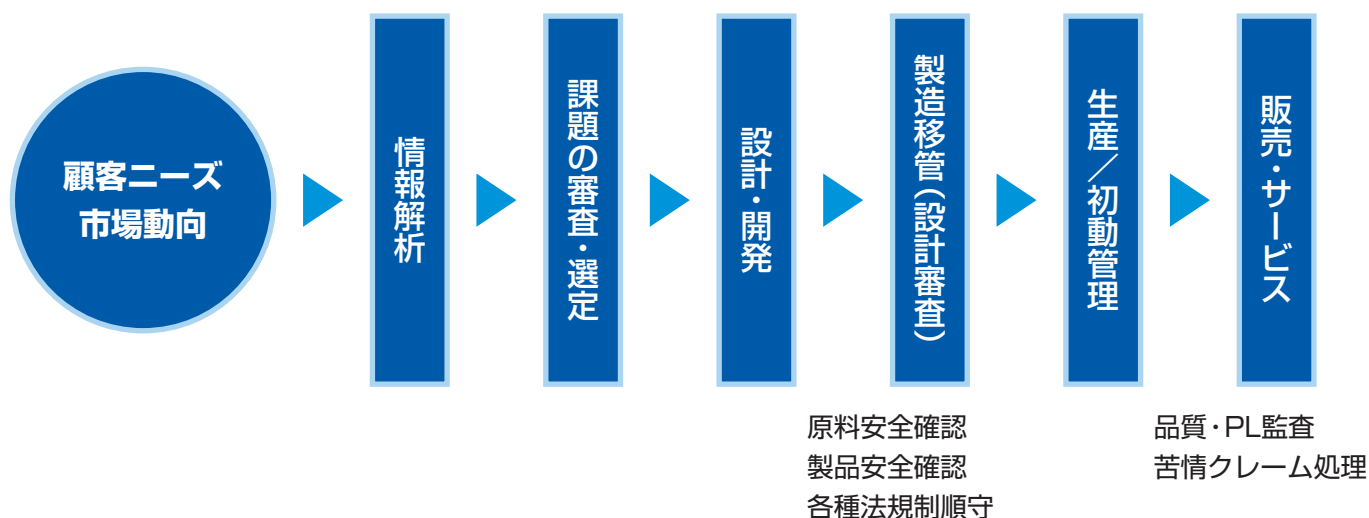 顧客ニーズ
市場動向
情報解析
課題の審査・選定
設計・開発
製造移管(設計審査)
生産/初動管理
販売・サービス
原料安全確認
製品安全確認
各種法規制順守
品質・PL監査
苦情クレーム処理